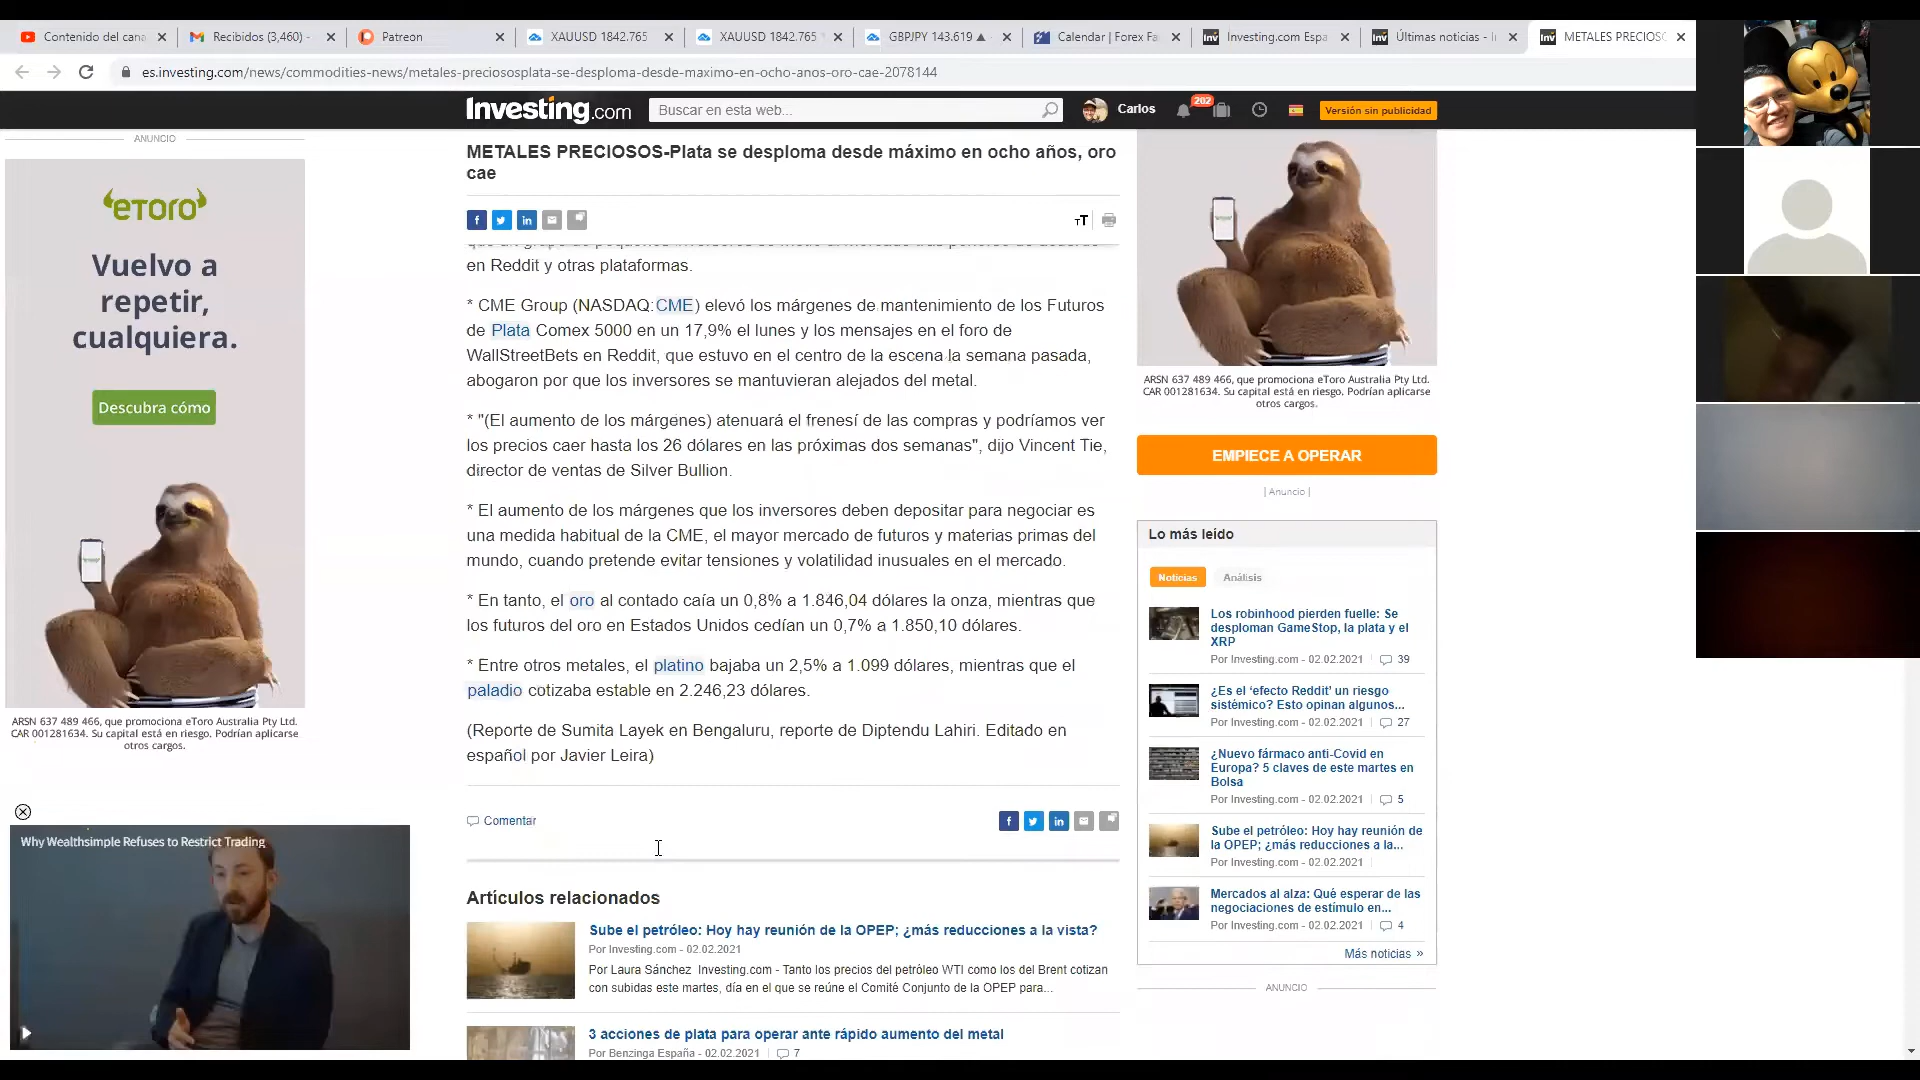 Contenido del cana
Recibidos (3,460) -
Patreon
XAUUSD 1842.765
XAUUSD 1842.765
GBPJPY 143.619 ▲
Calendar | Forex Fa
Investing.com Espa
Últimas noticias - I
METALES PRECIOSO
es.investing.com/news/commodities-news/metales-preciososplata-se-desploma-desde-maximo-en-ocho-anos-oro-cae-2078144
Investing.com
Buscar en esta web...
Carlos
202
Versión sin publicidad
ANUNCIO
eTORO
Vuelvo a
repetir,
cualquiera.
Descubra cómo
ARSN 637 489 466, que promociona eToro Australia Pty Ltd.
CAR 001281634. Su capital está en riesgo. Podrían aplicarse
otros cargos.
Why Wealthsimple Refuses to Restrict Trading
METALES PRECIOSOS-Plata se desploma desde máximo en ocho años, oro
cae
TT
en Reddit y otras plataformas.
* CME Group (NASDAQ:CME) elevó los márgenes de mantenimiento de los Futuros
de Plata Comex 5000 en un 17,9% el lunes y los mensajes en el foro de
WallStreetBets en Reddit, que estuvo en el centro de la escena la semana pasada,
abogaron por que los inversores se mantuvieran alejados del metal.
* "(El aumento de los márgenes) atenuará el frenesí de las compras y podríamos ver
los precios caer hasta los 26 dólares en las próximas dos semanas", dijo Vincent Tie,
director de ventas de Silver Bullion.
* El aumento de los márgenes que los inversores deben depositar para negociar es
una medida habitual de la CME, el mayor mercado de futuros y materias primas del
mundo, cuando pretende evitar tensiones y volatilidad inusuales en el mercado.
* En tanto, el oro al contado caía un 0,8% a 1.846,04 dólares la onza, mientras que
los futuros del oro en Estados Unidos cedían un 0,7% a 1.850,10 dólares.
* Entre otros metales, el platino bajaba un 2,5% a 1.099 dólares, mientras que el
paladio cotizaba estable en 2.246,23 dólares.
(Reporte de Sumita Layek en Bengaluru, reporte de Diptendu Lahiri. Editado en
español por Javier Leira)
Comentar
Artículos relacionados
Sube el petróleo: Hoy hay reunión de la OPEP; ¿más reducciones a la vista?
Por Investing.com - 02.02.2021
Por Laura Sánchez Investing.com - Tanto los precios del petróleo WTI como los del Brent cotizan
con subidas este martes, día en el que se reúne el Comité Conjunto de la OPEP para...
3 acciones de plata para operar ante rápido aumento del metal
Por Benzinga España - 02.02.2021 7
ARSN 637 489 466, que promociona eToro Australia Pty Ltd.
CAR 001281634. Su capital está en riesgo. Podrían aplicarse
otros cargos.
EMPIECE A OPERAR
| Anuncio |
Lo más leído
Noticias
Análisis
Los robinhood pierden fuelle: Se
desploman GameStop, la plata y el
XRP
Por Investing.com - 02.02.2021 39
¿Es el ‘efecto Reddit’ un riesgo
sistémico? Esto opinan algunos...
Por Investing.com - 02.02.2021 27
¿Nuevo fármaco anti-Covid en
Europa? 5 claves de este martes en
Bolsa
Por Investing.com - 02.02.2021 5
Sube el petróleo: Hoy hay reunión de
la OPEP; ¿más reducciones a la...
Por Investing.com - 02.02.2021
Mercados al alza: Qué esperar de las
negociaciones de estímulo en...
Por Investing.com - 02.02.2021 4
Más noticias »
ANUNCIO